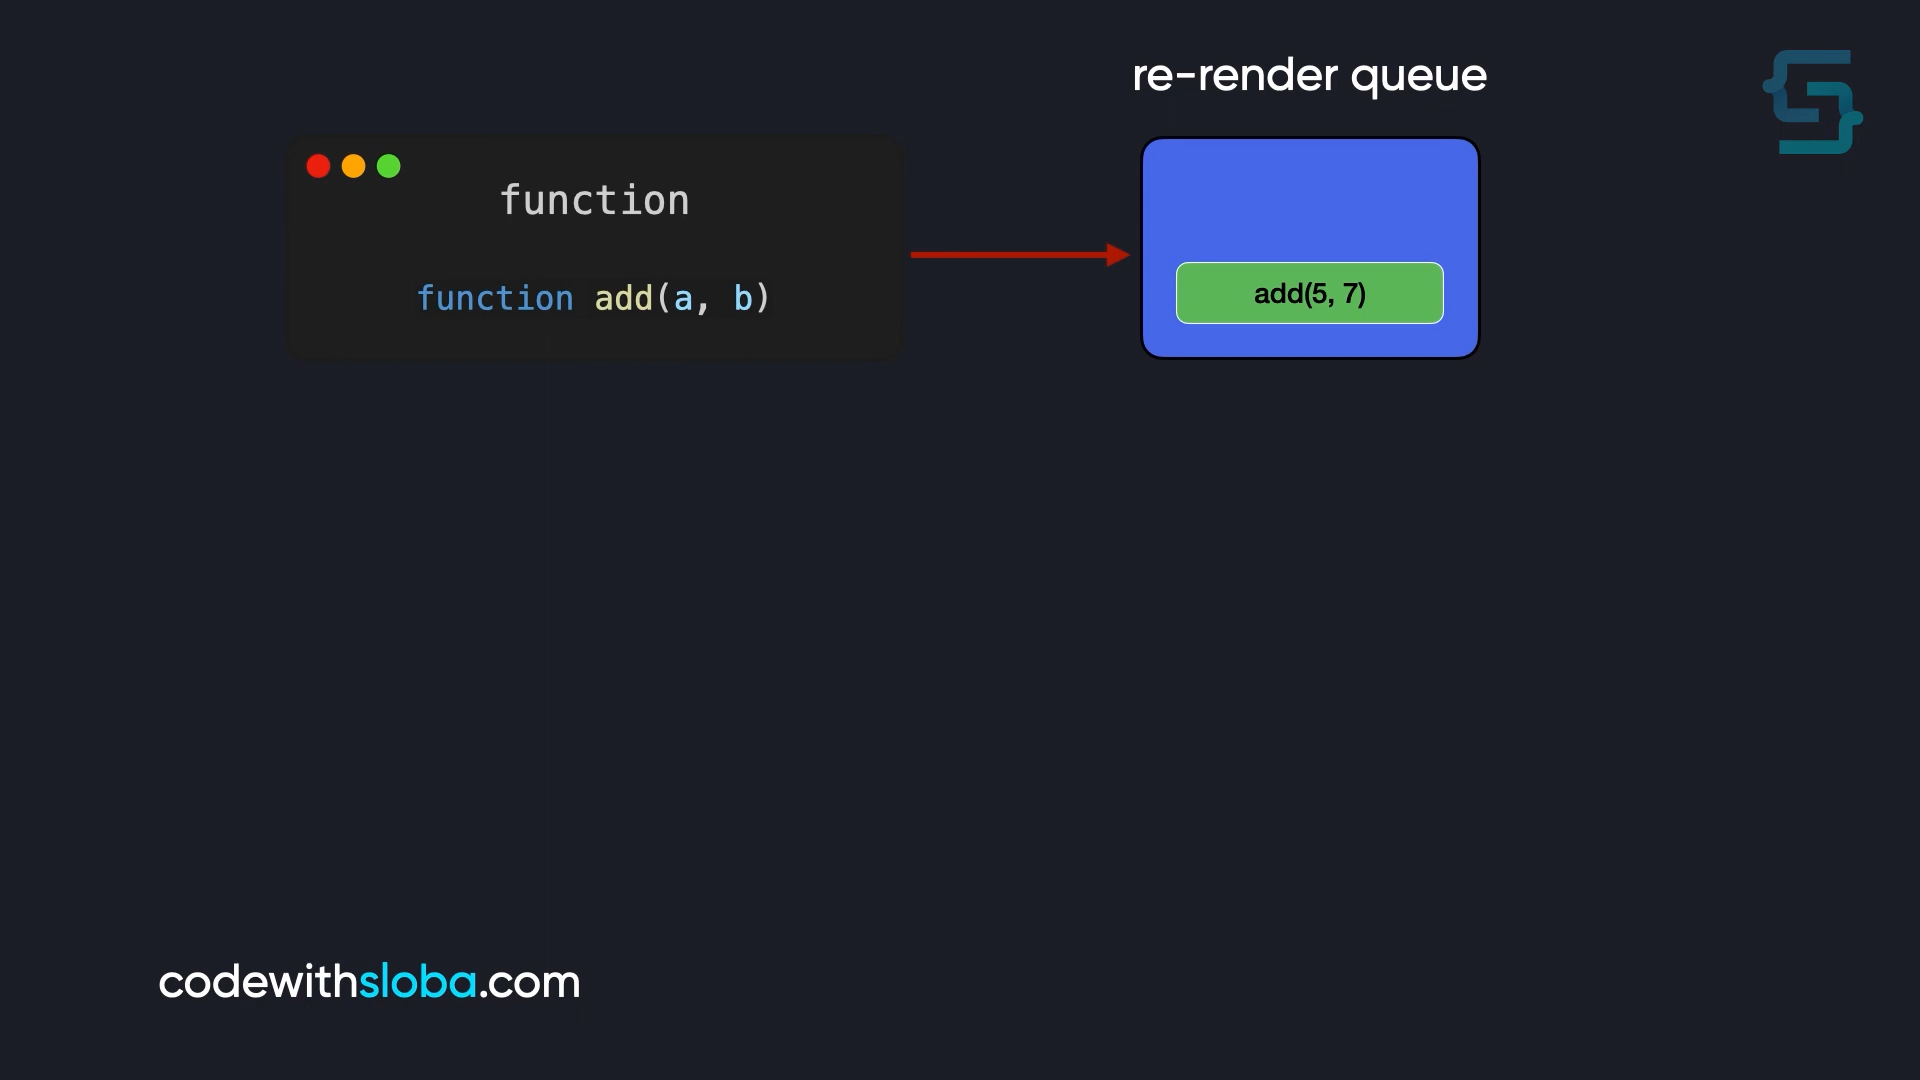 re-render queue
function
function add(a, b)
add(5, 7)
codewithsloba.com